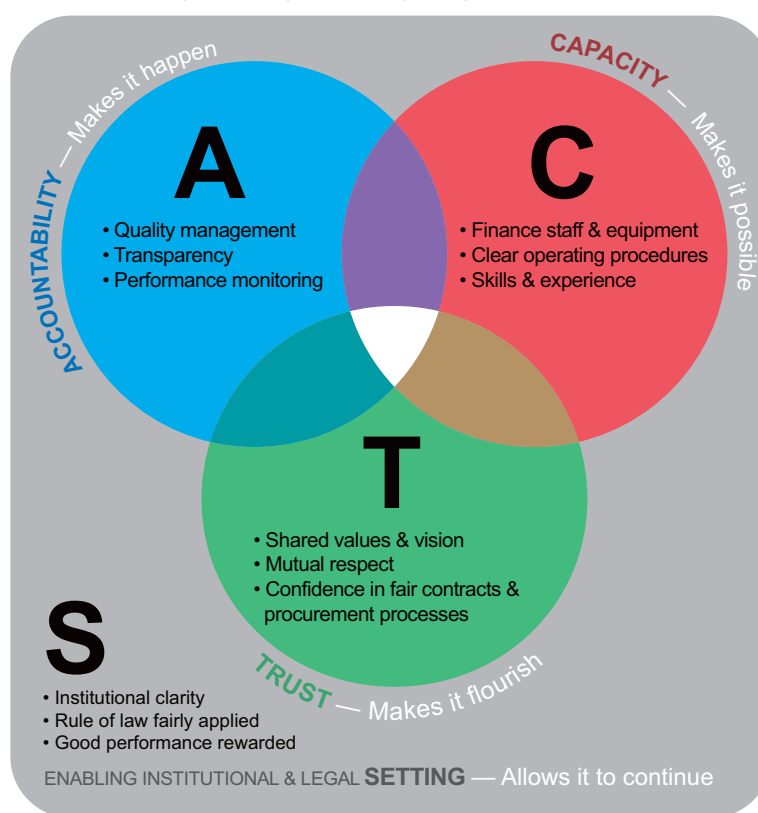 ACCOUNTABILITY — Makes it happen
A
• Quality management
• Transparency
• Performance monitoring
CAPACITY — Makes it possible
C
• Finance staff & equipment
• Clear operating procedures
• Skills & experience
T
• Shared values & vision
• Mutual respect
• Confidence in fair contracts &
procurement processes
TRUST — Makes it flourish
S
• Institutional clarity
• Rule of law fairly applied
• Good performance rewarded
ENABLING INSTITUTIONAL & LEGAL SETTING — Allows it to continue